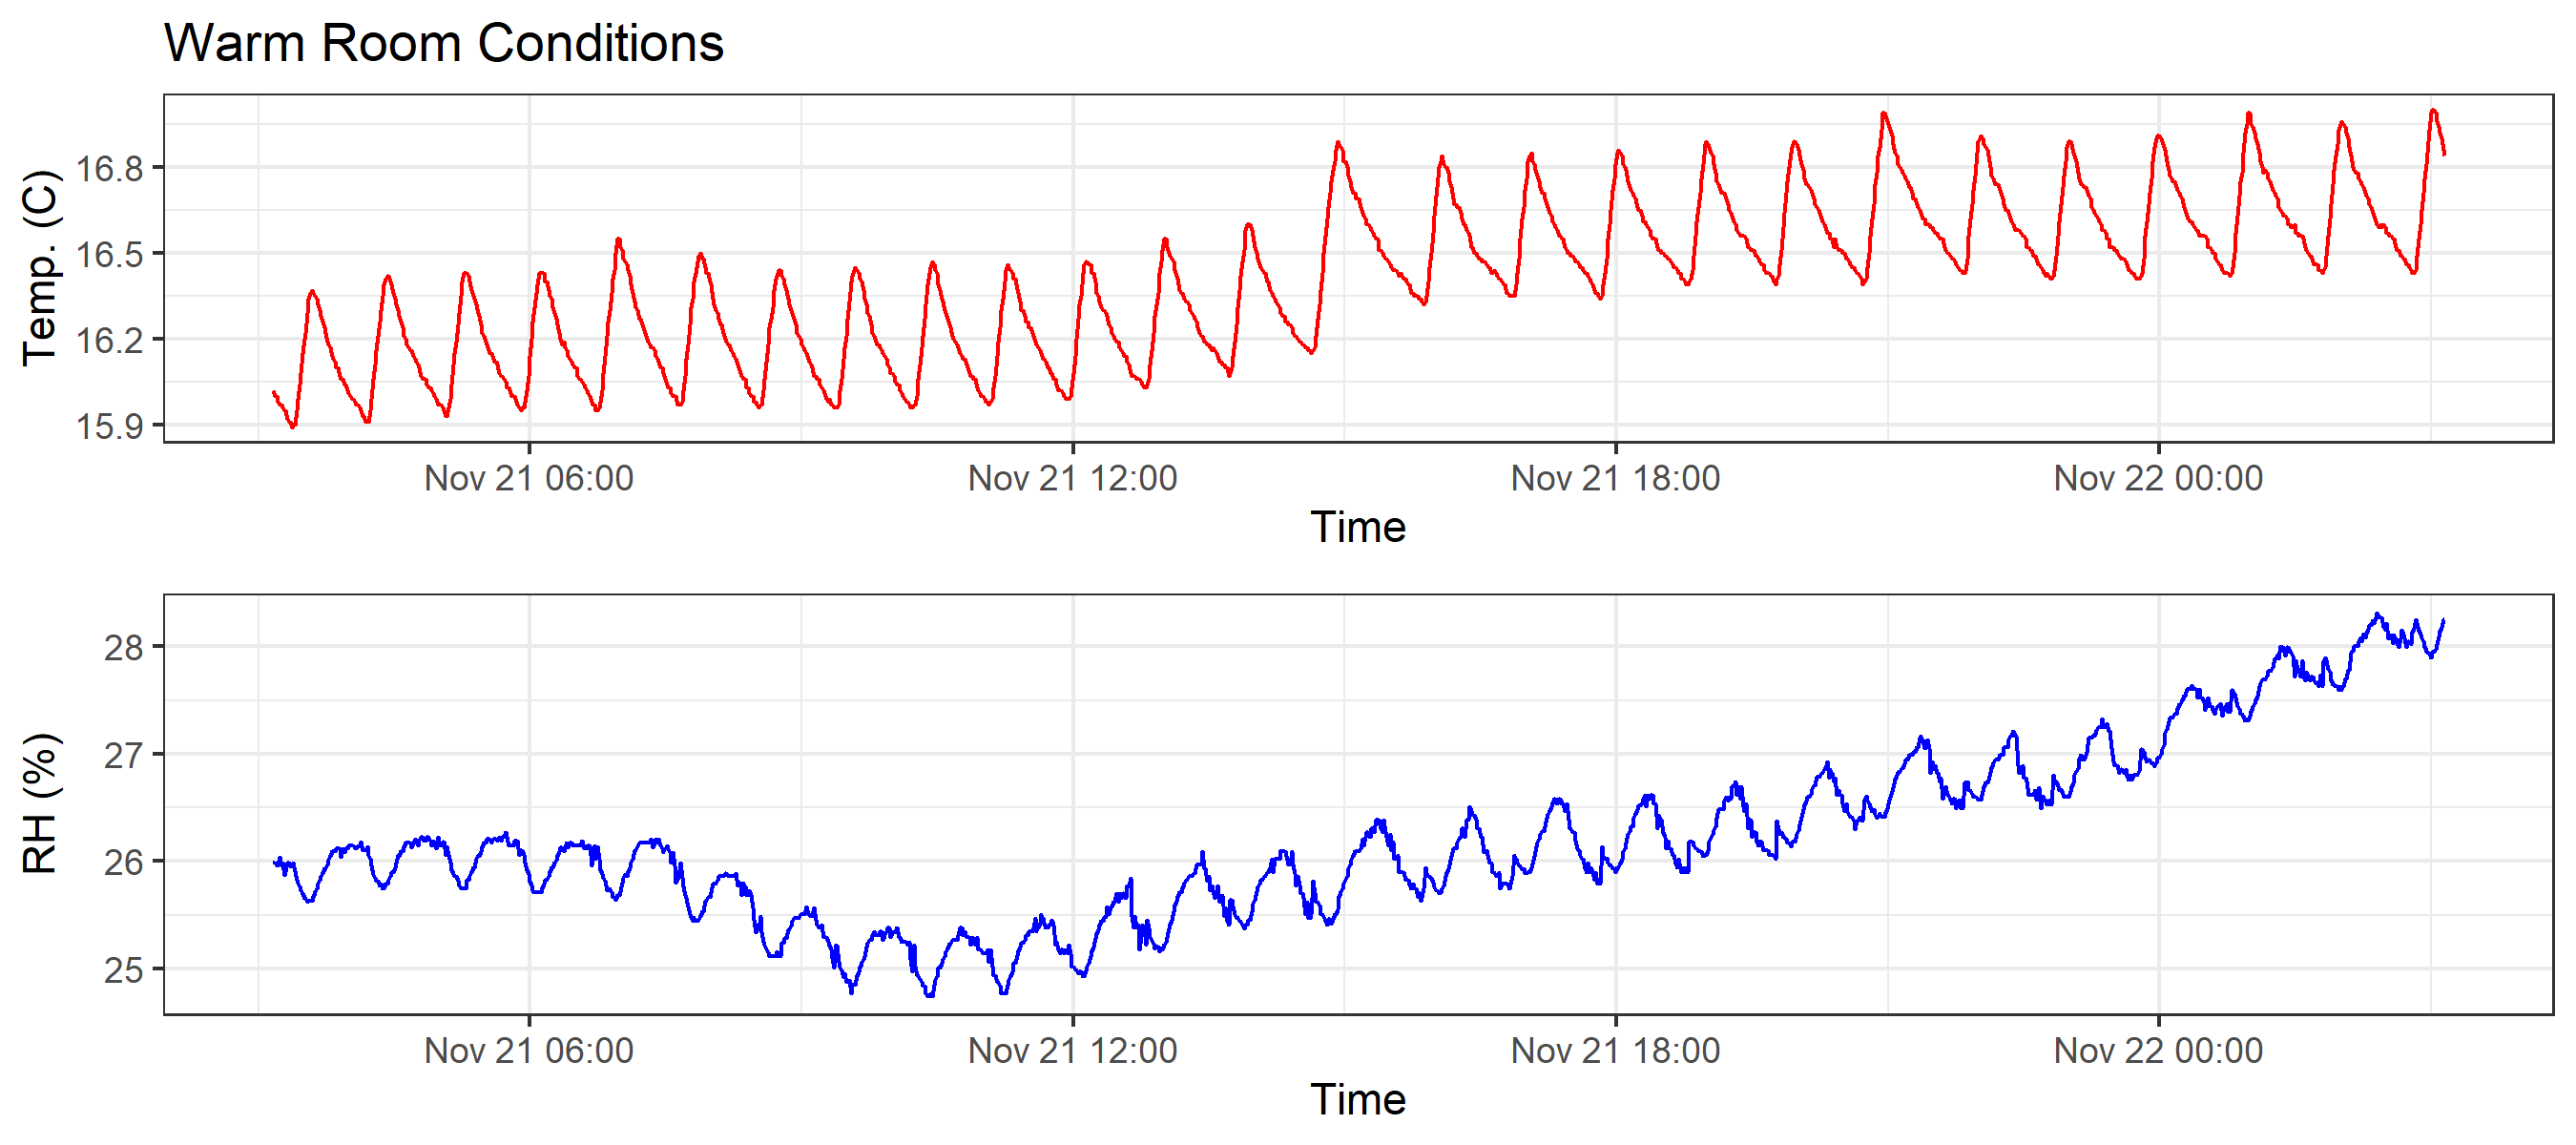 Warm Room Conditions
Temp. (C)
16.8
16.5
16.2
15.9
Nov 21 06:00 Nov 21 12:00 Nov 21 18:00 Nov 22 00:00
Time
RH (%)
28
27
26
25
Nov 21 06:00 Nov 21 12:00 Nov 21 18:00 Nov 22 00:00
Time